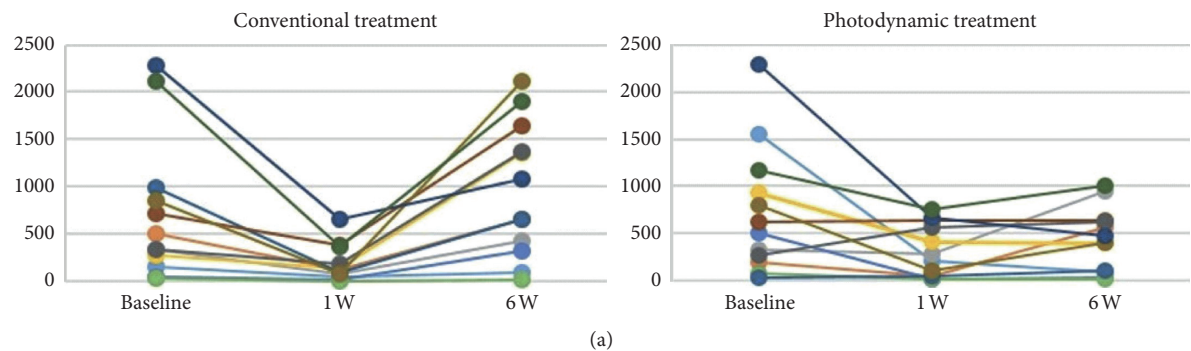 Conventional treatment
2500
2000
1500
1000
500
0
Baseline
1 W
6 W
Photodynamic treatment
2500
2000
1500
1000
500
0
Baseline
1 W
6 W
(a)